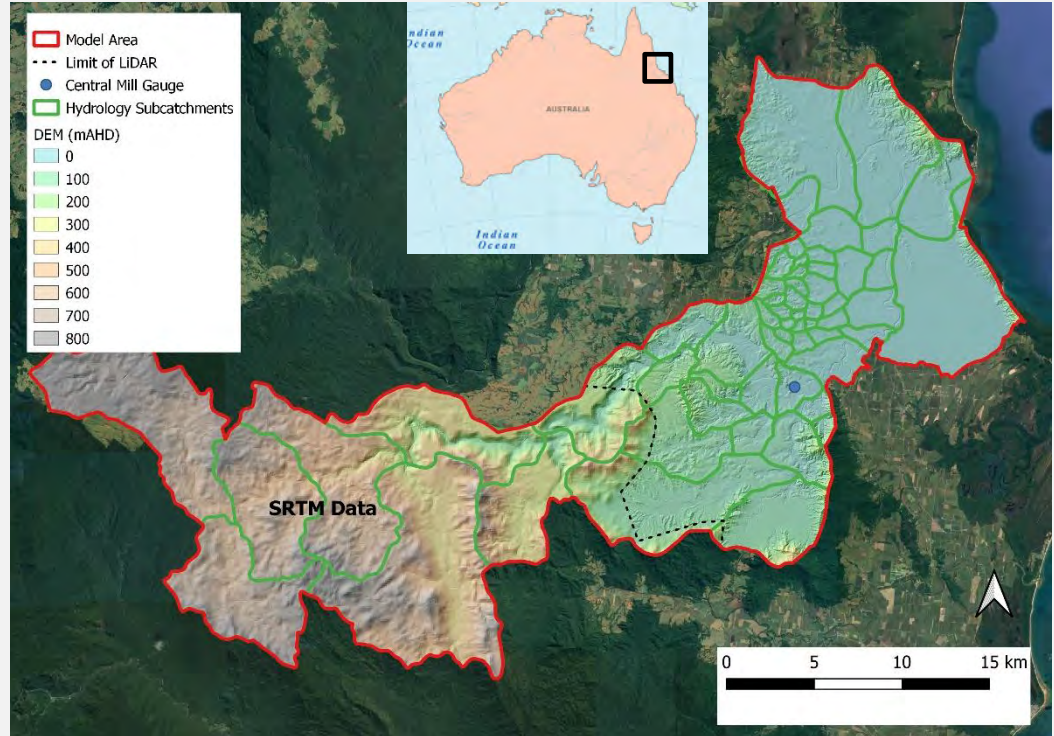 Model Area
Limit of LiDAR
Central Mill Gauge
Hydrology Subcatchments
DEM (mAHD)
0
100
200
300
400
500
600
700
800
Indian
Ocean
AUSTRALIA
Indian
Ocean
SRTM Data
0 5 10 15 km